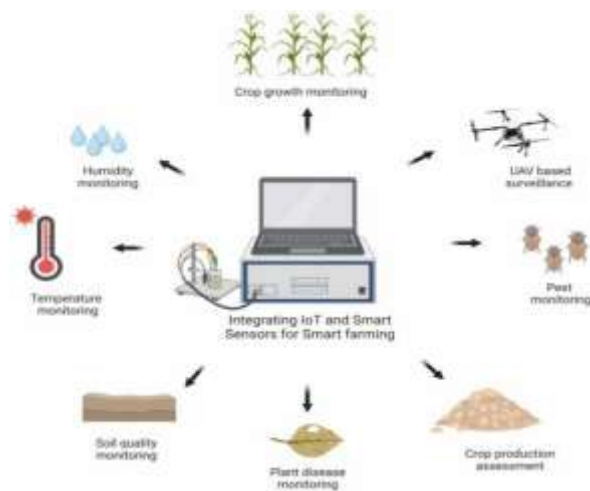 Crop growth monitoring
Humidity
monitoring
UAV based
surveillance
Temperature
monitoring
Pest
monitoring
Integrating IoT and Smart
Sensors for Smart farming
Soil quality
monitoring
Plant disease
monitoring
Crop production
assessment